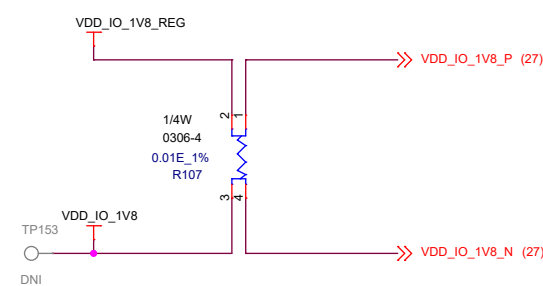 VDD_IO_1V8_REG
VDD_IO_1V8_P (27)
2 1
1/4W
0306-4
0.01E_1%
R107
3 4
VDD_IO_1V8
TP153
VDD_IO_1V8_N (27)
DNI